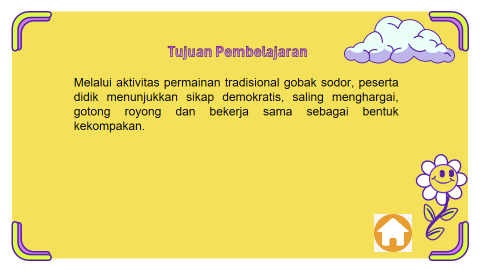 Tujuan Pembelajaran
Melalui aktivitas permainan tradisional gobak sodor, peserta
didik menunjukkan sikap demokratis, saling menghargai,
gotong royong dan bekerja sama sebagai bentuk
kekompakan.